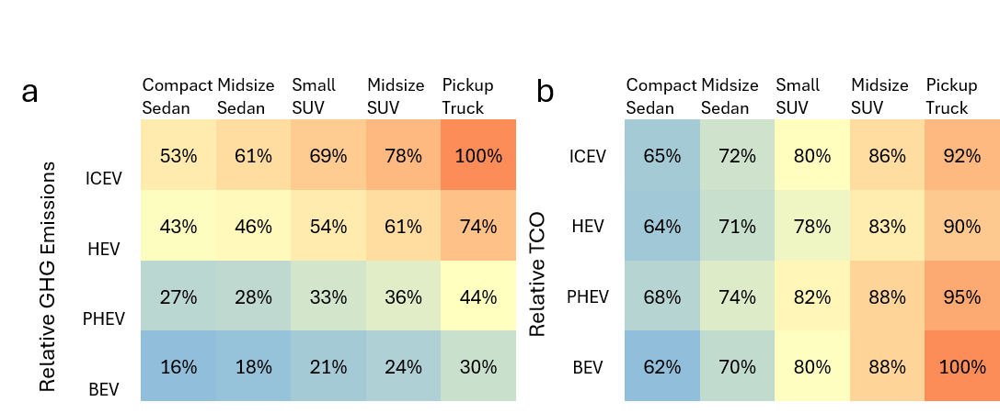 a
Compact Midsize Small Midsize Pickup
Sedan Sedan SUV SUV Truck
Relative GHG Emissions
ICEV 53% 61% 69% 78% 100%
HEV 43% 46% 54% 61% 74%
PHEV 27% 28% 33% 36% 44%
BEV 16% 18% 21% 24% 30%
b
Compact Midsize Small Midsize Pickup
Sedan Sedan SUV SUV Truck
Relative TCO
ICEV 65% 72% 80% 86% 92%
HEV 64% 71% 78% 83% 90%
PHEV 68% 74% 82% 88% 95%
BEV 62% 70% 80% 88% 100%